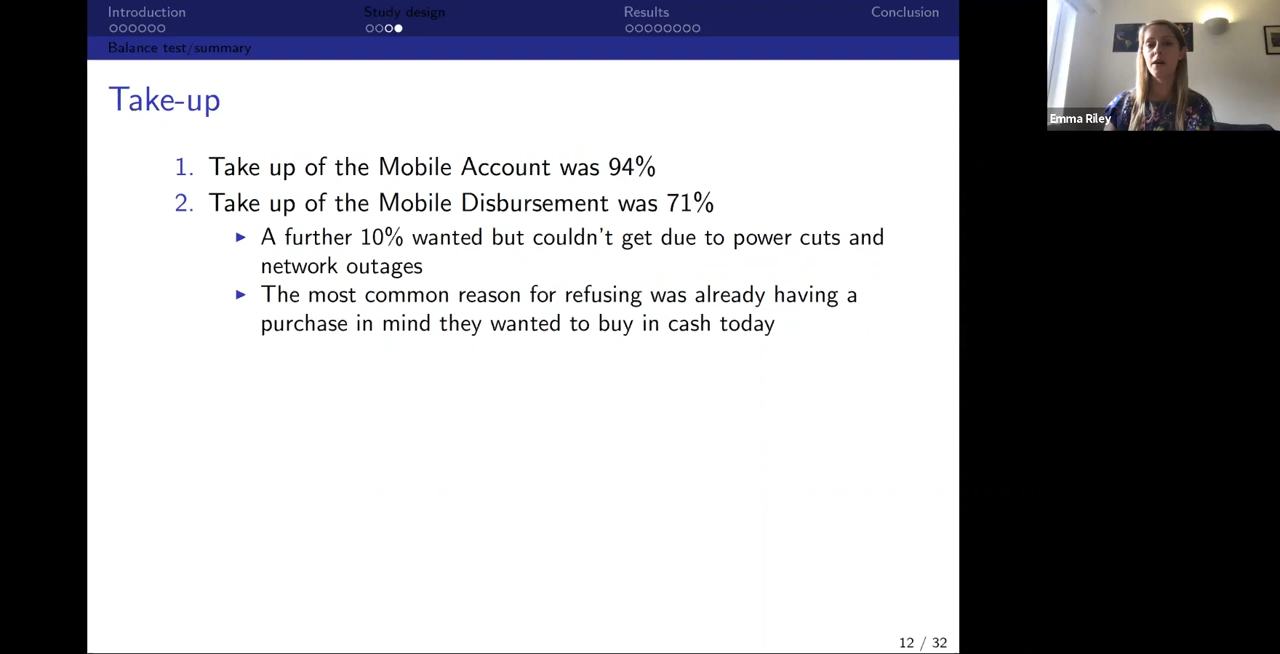 Introduction
Study design
Results
Conclusion
Balance test/summary
Take-up
1. Take up of the Mobile Account was 94%
2. Take up of the Mobile Disbursement was 71%
A further 10% wanted but couldn't get due to power cuts and
network outages
The most common reason for refusing was already having a
purchase in mind they wanted to buy in cash today
12 / 32
Emma Riley